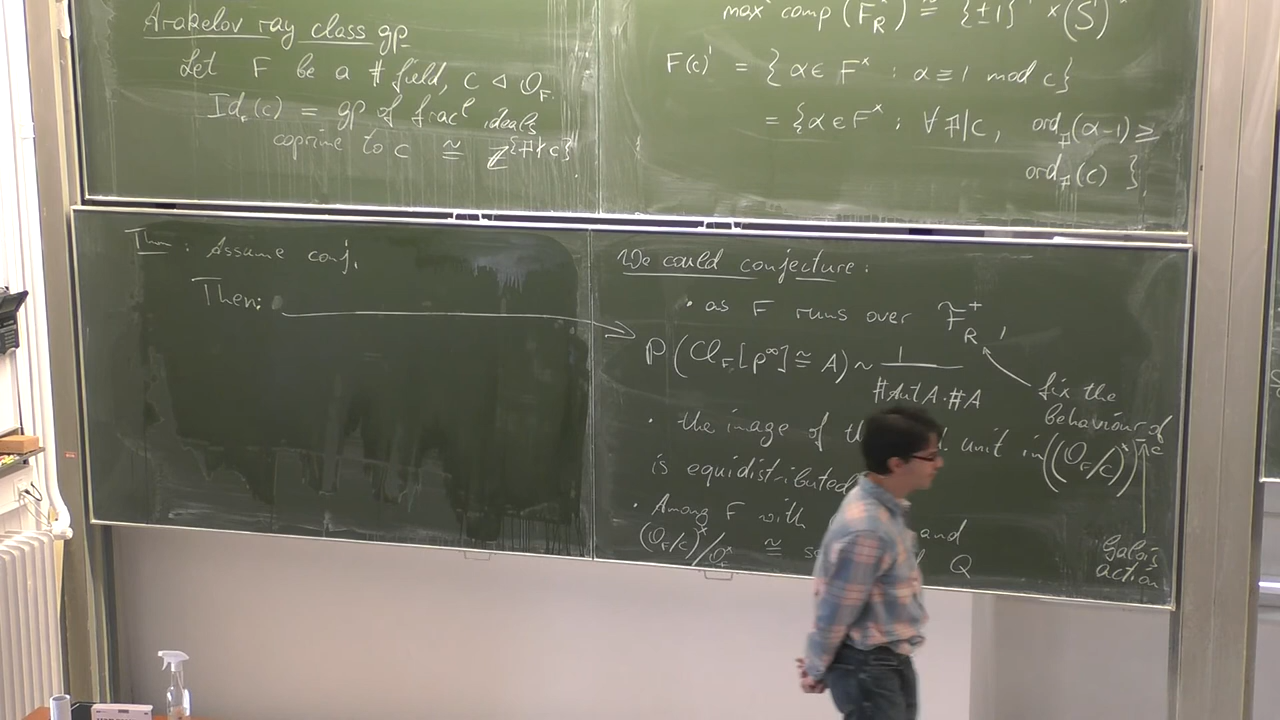 Arakelov ray class gp
Let F be a # field, c ◁ O_F.
Id_F(c) = gp of frac^l ideals
coprime to c ≅ ℤ^{𝔭∤c}
max comp (F_R^×) ≅ {±1} × (S^1)
F(c)' = {α ∈ F^× : α ≡ 1 mod c}
= {α ∈ F^× : ∀ 𝔭|c, ord_𝔭(α-1) ≥
ord_𝔭(c)}
Thm : Assume conj.
Then:
We could conjecture:
• as F runs over F̃_R^+,
P(Cl_F[p^∞] ≅ A) ~ 1/(#Aut A · #A)
fix the
behaviour of
c
• the image of unit in ((O_F/c)^×)
is equidistributed
• Among F with and
(O_F/c)^×/O_F^× ≅ Q
Galois
action